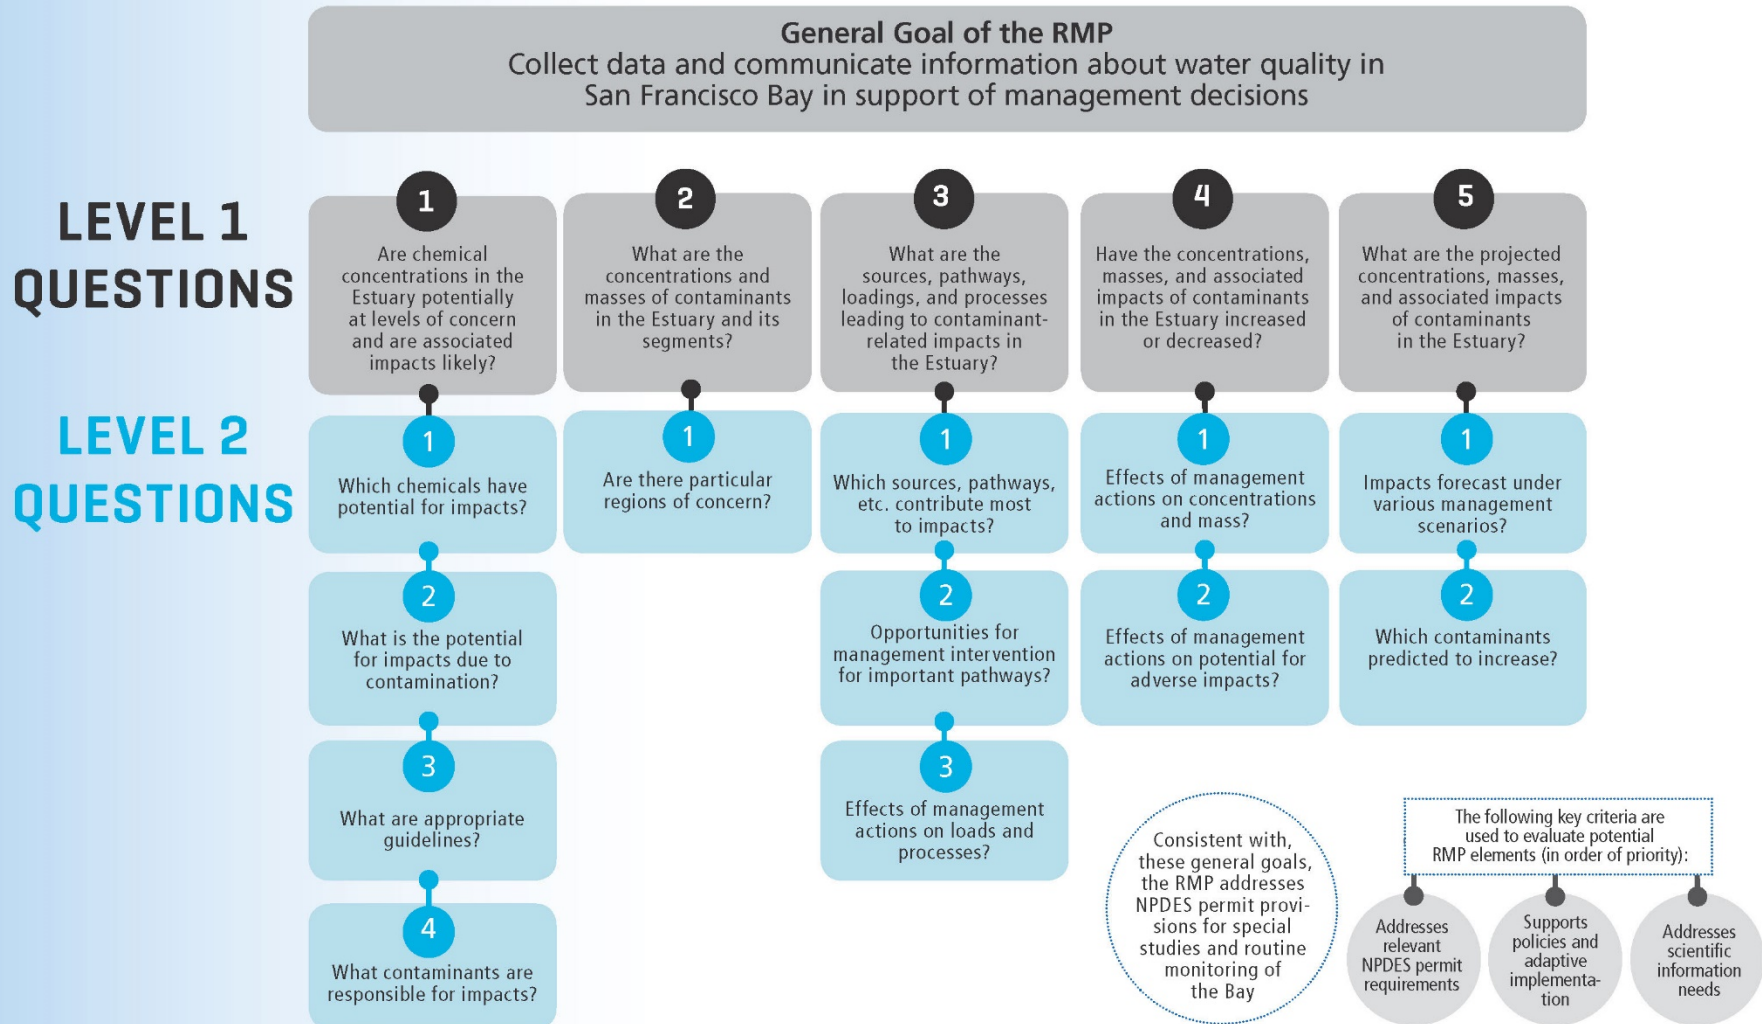 General Goal of the RMP
Collect data and communicate information about water quality in
San Francisco Bay in support of management decisions
LEVEL 1
QUESTIONS
1
Are chemical
concentrations in the
Estuary potentially
at levels of concern
and are associated
impacts likely?
2
What are the
concentrations and
masses of contaminants
in the Estuary and its
segments?
3
What are the
sources, pathways,
loadings, and processes
leading to contaminant-
related impacts in
the Estuary?
4
Have the concentrations,
masses, and associated
impacts of contaminants
in the Estuary increased
or decreased?
5
What are the projected
concentrations, masses,
and associated impacts
of contaminants
in the Estuary?
LEVEL 2
QUESTIONS
1
Which chemicals have
potential for impacts?
2
What is the potential
for impacts due to
contamination?
3
What are appropriate
guidelines?
4
What contaminants are
responsible for impacts?
1
Are there particular
regions of concern?
1
Which sources, pathways,
etc. contribute most
to impacts?
2
Opportunities for
management intervention
for important pathways?
3
Effects of management
actions on loads and
processes?
1
Effects of management
actions on concentrations
and mass?
2
Effects of management
actions on potential for
adverse impacts?
1
Impacts forecast under
various management
scenarios?
2
Which contaminants
predicted to increase?
Consistent with,
these general goals,
the RMP addresses
NPDES permit provi-
sions for special
studies and routine
monitoring of
the Bay
The following key criteria are
used to evaluate potential
RMP elements (in order of priority):
Addresses
relevant
NPDES permit
requirements
Supports
policies and
adaptive
implementa-
tion
Addresses
scientific
information
needs